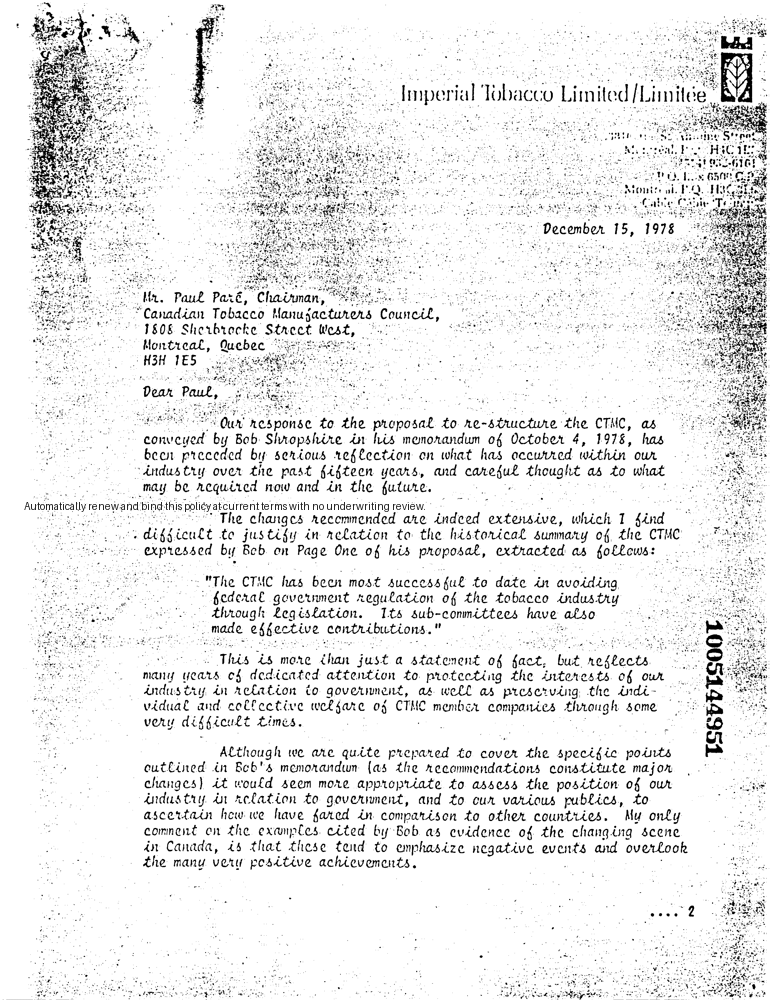 Imperial Tobacco Limited/Limitée
Street
Montreal, P.Q. H4C
P.O. Box 6500
Montreal, P.Q. H3C 3L6
December 15, 1978
Mr. Paul Paré, Chairman,
Canadian Tobacco Manufacturers Council,
1808 Sherbrooke Street West,
Montreal, Quebec
H3H 1E5
Dear Paul,
Our response to the proposal to re-structure the CTMC, as
conveyed by Bob Shropshire in his memorandum of October 4, 1978, has
been preceded by serious reflection on what has occurred within our
industry over the past fifteen years, and careful thought as to what
may be required now and in the future.
Automatically renew and bind this policy at current terms with no underwriting review.
The changes recommended are indeed extensive, which I find
difficult to justify in relation to the historical summary of the CTMC
expressed by Bob on Page One of his proposal, extracted as follows:
"The CTMC has been most successful to date in avoiding
federal government regulation of the tobacco industry
through legislation. Its sub-committees have also
made effective contributions."
This is more than just a statement of fact, but reflects
many years of dedicated attention to protecting the interests of our
industry in relation to government, as well as preserving the indi-
vidual and collective welfare of CTMC member companies through some
very difficult times.
Although we are quite prepared to cover the specific points
outlined in Bob's memorandum (as the recommendations constitute major
changes) it would seem more appropriate to assess the position of our
industry in relation to government, and to our various publics, to
ascertain how we have fared in comparison to other countries. My only
comment on the examples cited by Bob as evidence of the changing scene
in Canada, is that these tend to emphasize negative events and overlook
the many very positive achievements.
.... 2
1005144951